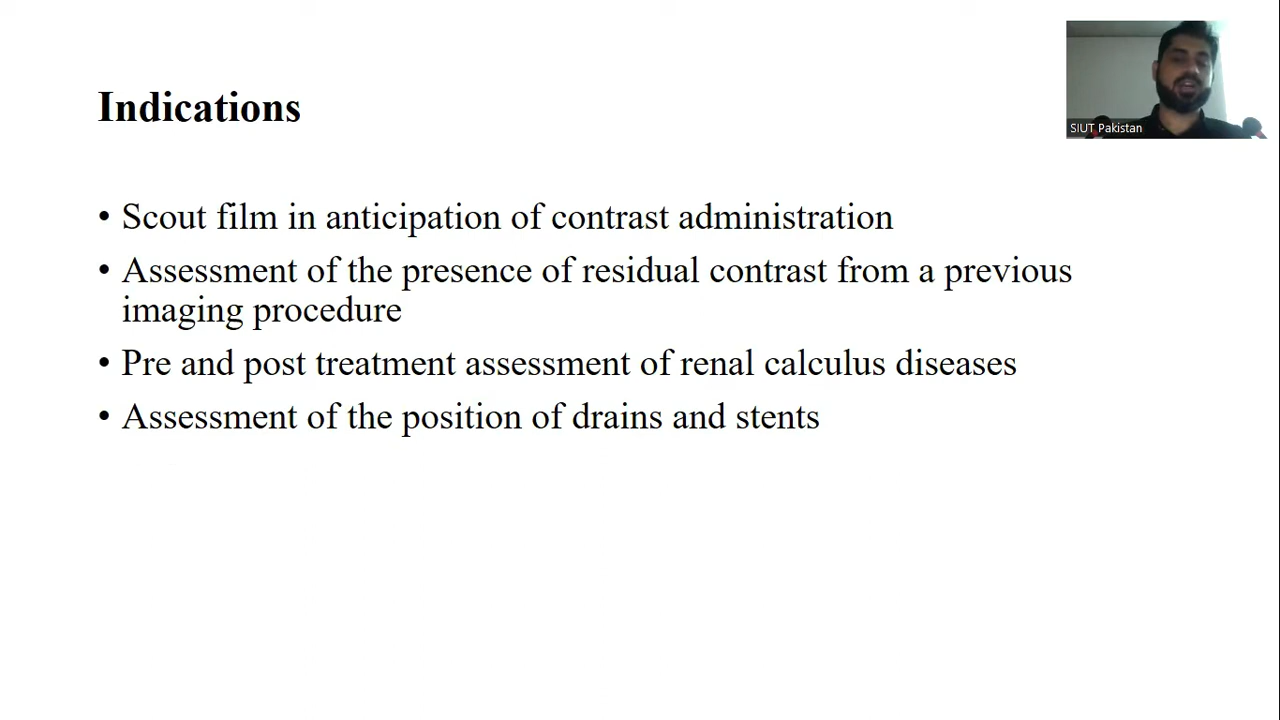 Indications
SIUT Pakistan
• Scout film in anticipation of contrast administration
• Assessment of the presence of residual contrast from a previous
imaging procedure
• Pre and post treatment assessment of renal calculus diseases
• Assessment of the position of drains and stents